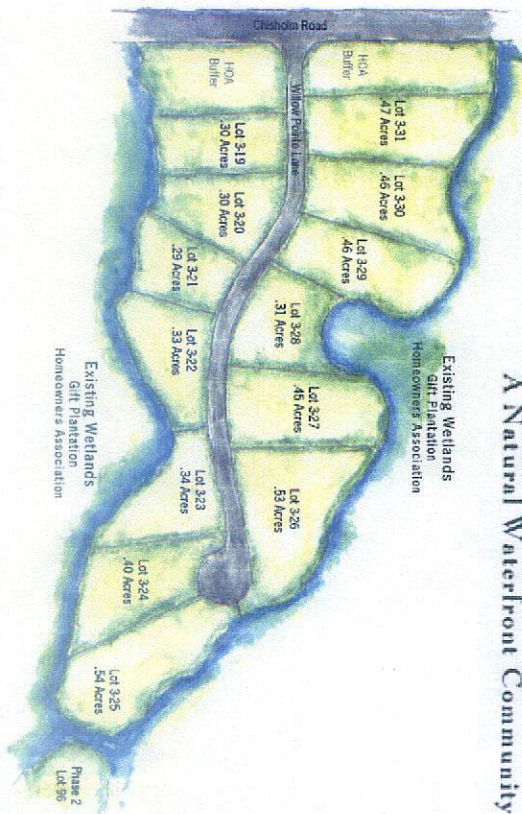 A Natural Waterfront Community
Chisholm Road
Willow Pointe Lane
HOA
Buffer
Lot 3-31
.47 Acres
Lot 3-30
.46 Acres
Lot 3-29
.46 Acres
Lot 3-28
.31 Acres
Lot 3-27
.45 Acres
Lot 3-26
.53 Acres
Existing Wetlands
Gift Plantation
Homeowners Association
HOA
Buffer
Lot 3-19
.30 Acres
Lot 3-20
.30 Acres
Lot 3-21
.29 Acres
Lot 3-22
.33 Acres
Lot 3-23
.34 Acres
Lot 3-24
.40 Acres
Lot 3-25
.54 Acres
Existing Wetlands
Gift Plantation
Homeowners Association
Phase 2
Lot 96